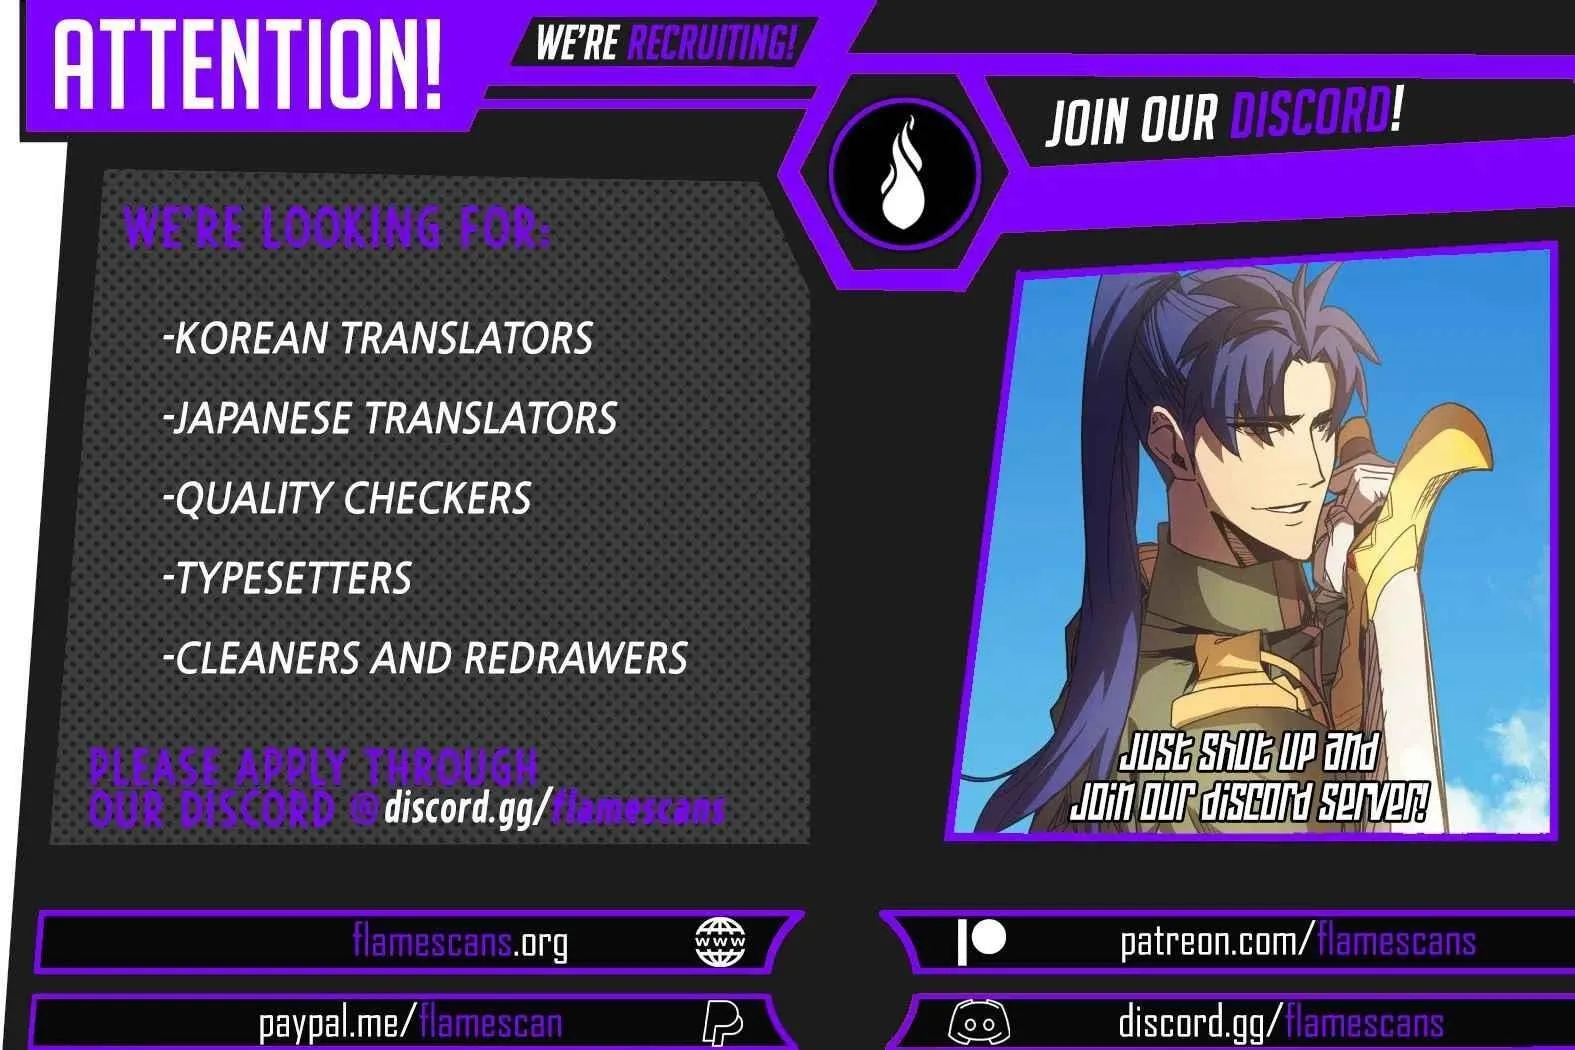 ATTENTION!
WE'RE RECRUITING!
JOIN OUR DISCORD!
WE'RE LOOKING FOR:
-KOREAN TRANSLATORS
-JAPANESE TRANSLATORS
-QUALITY CHECKERS
-TYPESETTERS
-CLEANERS AND REDRAWERS
PLEASE APPLY THROUGH
OUR DISCORD @discord.gg/flamescans
JUST SHUT UP AND
JOIN OUR DISCORD SERVER!
flamescans.org
www
patreon.com/flamescans
paypal.me/flamescan
discord.gg/flamescans